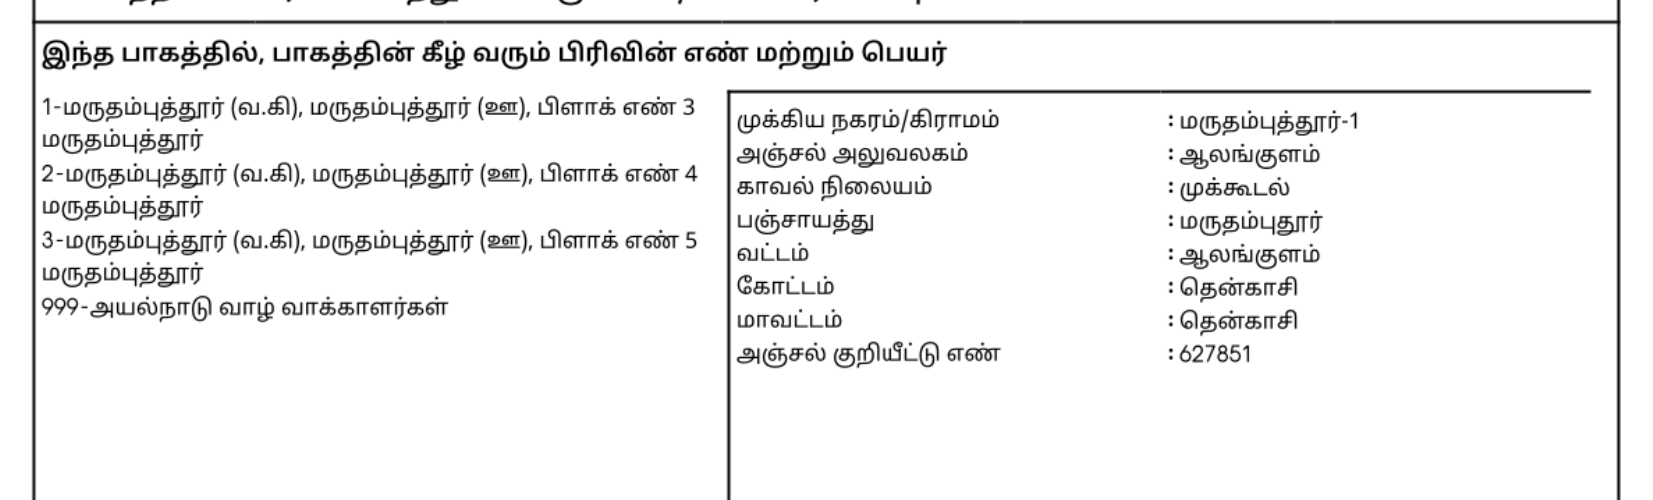 இந்த பாகத்தில், பாகத்தின் கீழ் வரும் பிரிவின் எண் மற்றும் பெயர்
1-மருதம்புத்தூர் (வ.கி), மருதம்புத்தூர் (ஊ), பிளாக் எண் 3
மருதம்புத்தூர்
2-மருதம்புத்தூர் (வ.கி), மருதம்புத்தூர் (ஊ), பிளாக் எண் 4
மருதம்புத்தூர்
3-மருதம்புத்தூர் (வ.கி), மருதம்புத்தூர் (ஊ), பிளாக் எண் 5
மருதம்புத்தூர்
999-அயல்நாடு வாழ் வாக்காளர்கள்
முக்கிய நகரம்/கிராமம் : மருதம்புத்தூர்-1
அஞ்சல் அலுவலகம் : ஆலங்குளம்
காவல் நிலையம் : முக்கூடல்
பஞ்சாயத்து : மருதம்புதூர்
வட்டம் : ஆலங்குளம்
கோட்டம் : தென்காசி
மாவட்டம் : தென்காசி
அஞ்சல் குறியீட்டு எண் : 627851